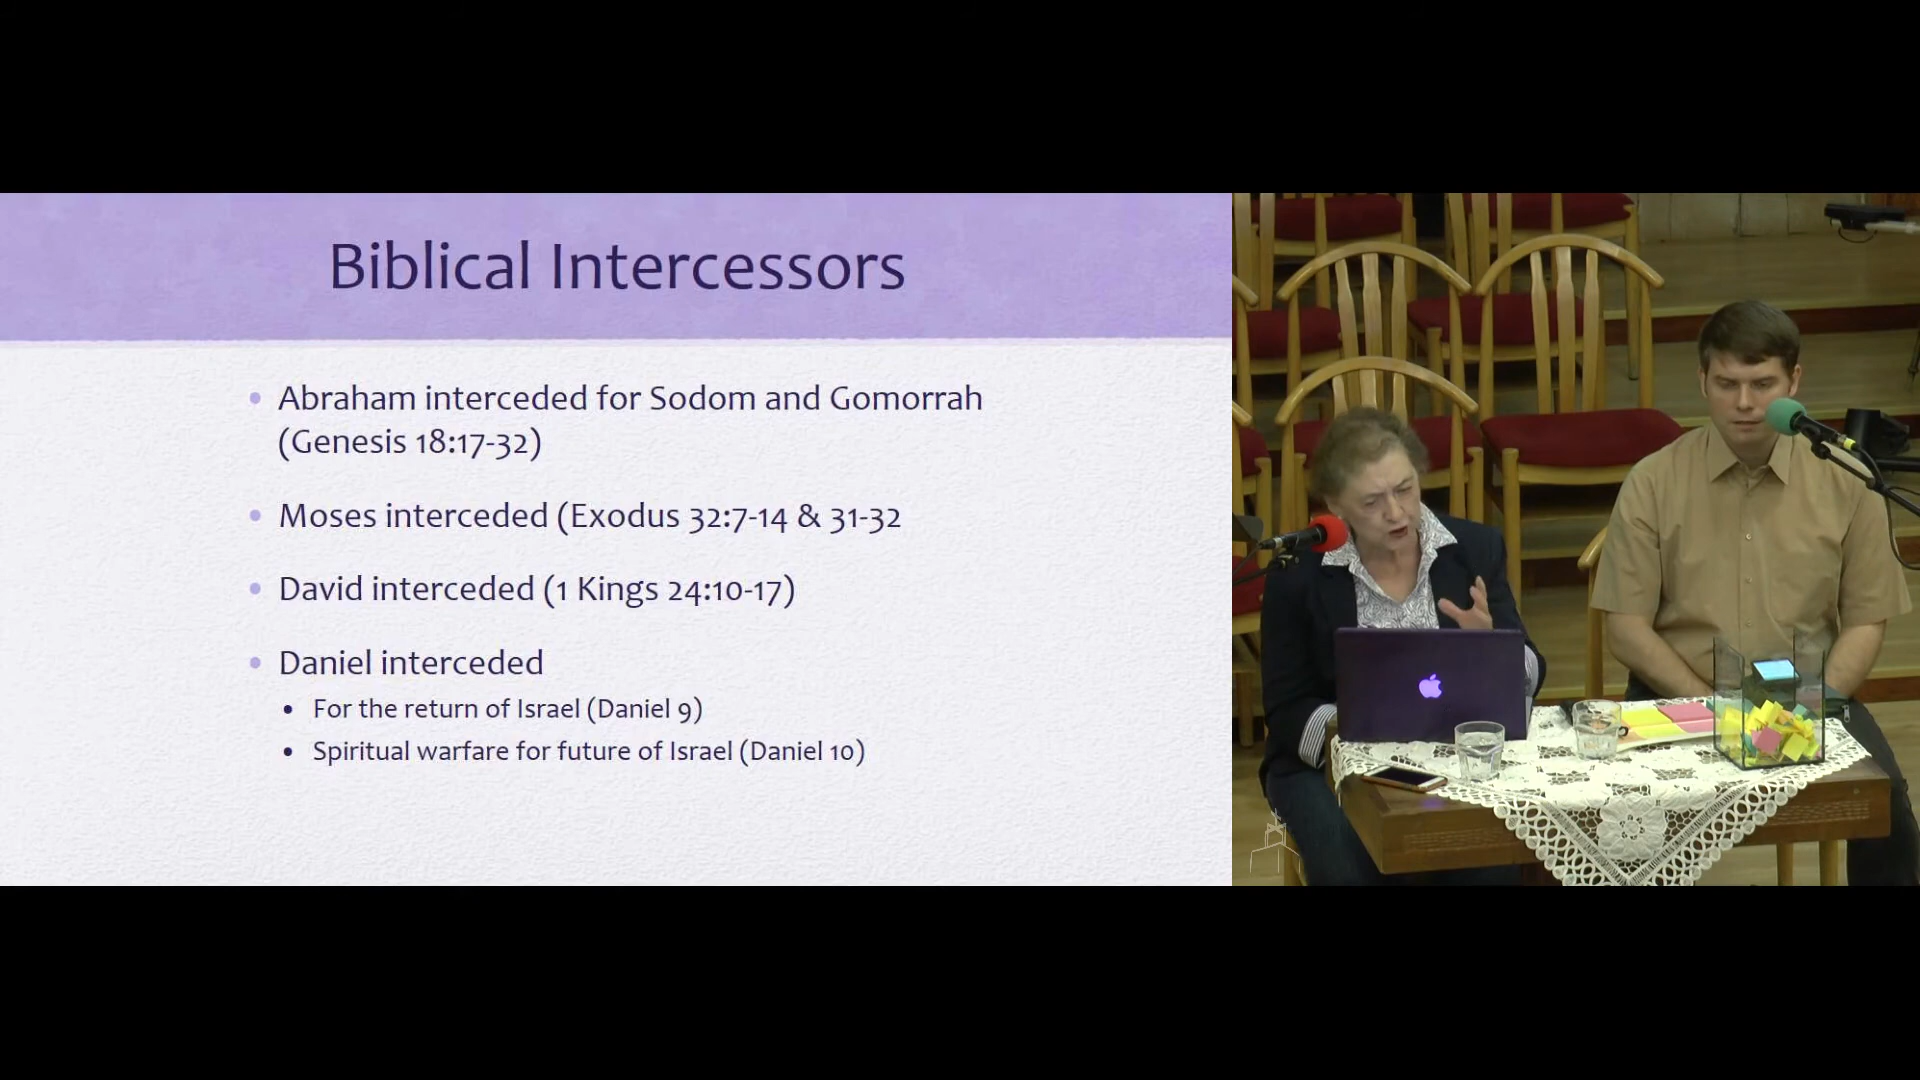 Biblical Intercessors
• Abraham interceded for Sodom and Gomorrah
(Genesis 18:17-32)
• Moses interceded (Exodus 32:7-14 & 31-32
• David interceded (1 Kings 24:10-17)
• Daniel interceded
• For the return of Israel (Daniel 9)
• Spiritual warfare for future of Israel (Daniel 10)